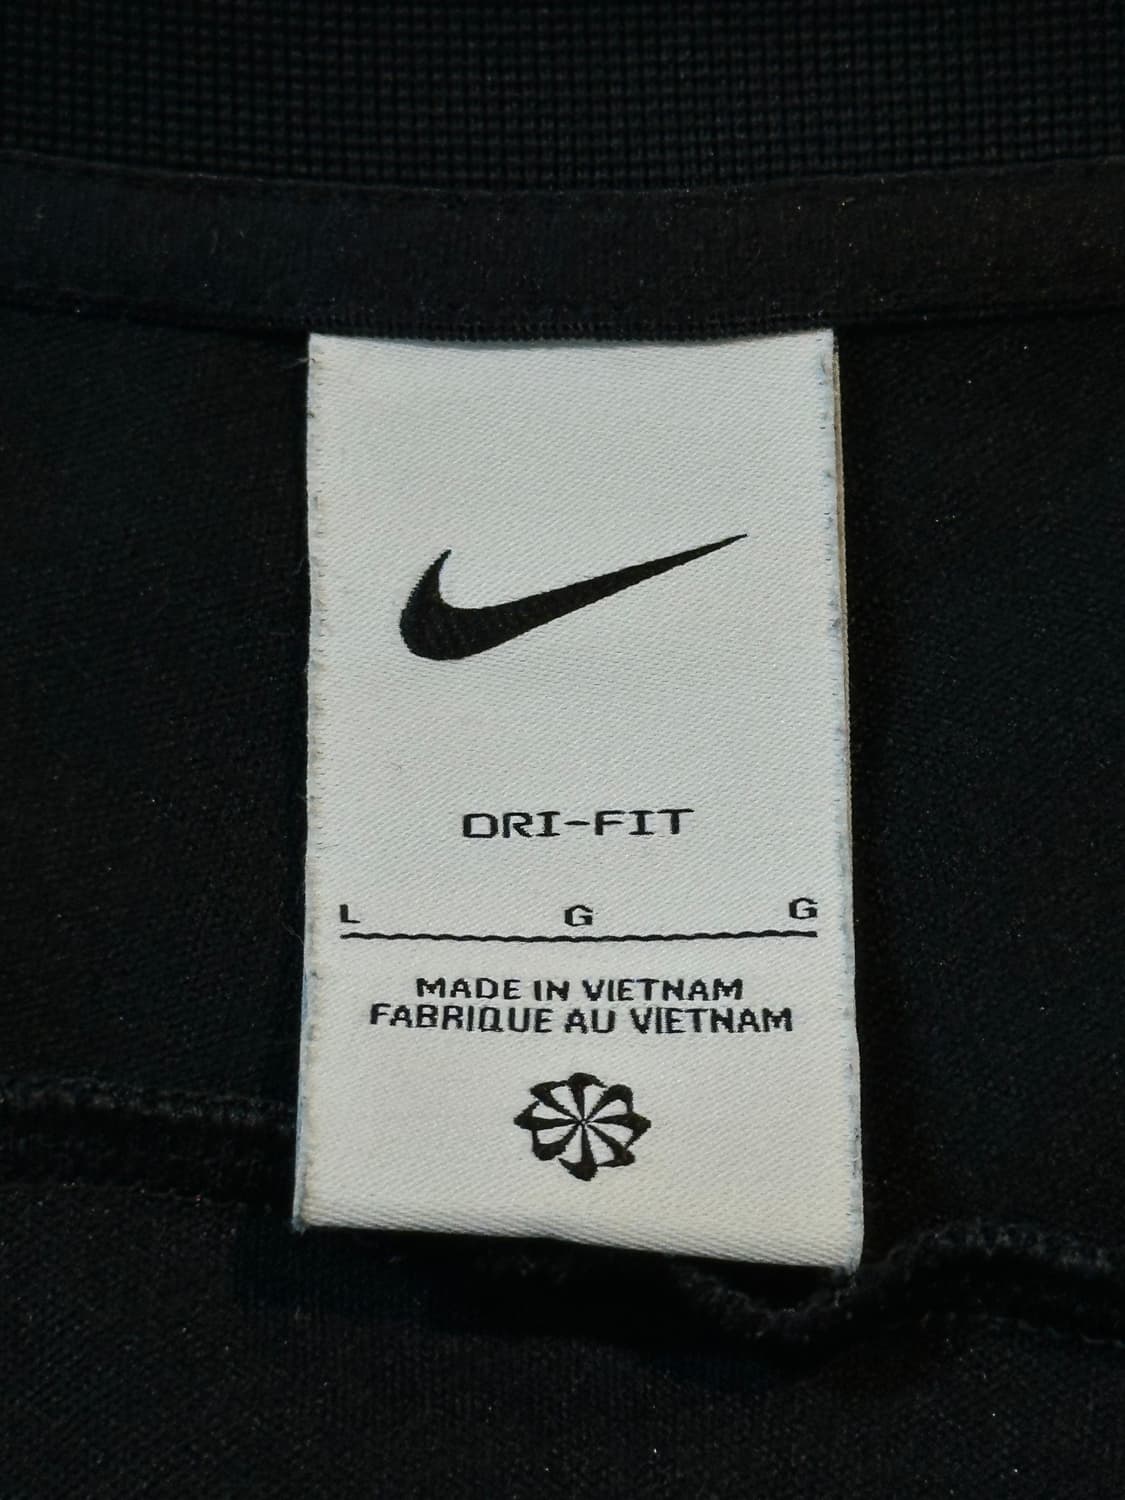 DRI-FIT
L G G
MADE IN VIETNAM
FABRIQUE AU VIETNAM